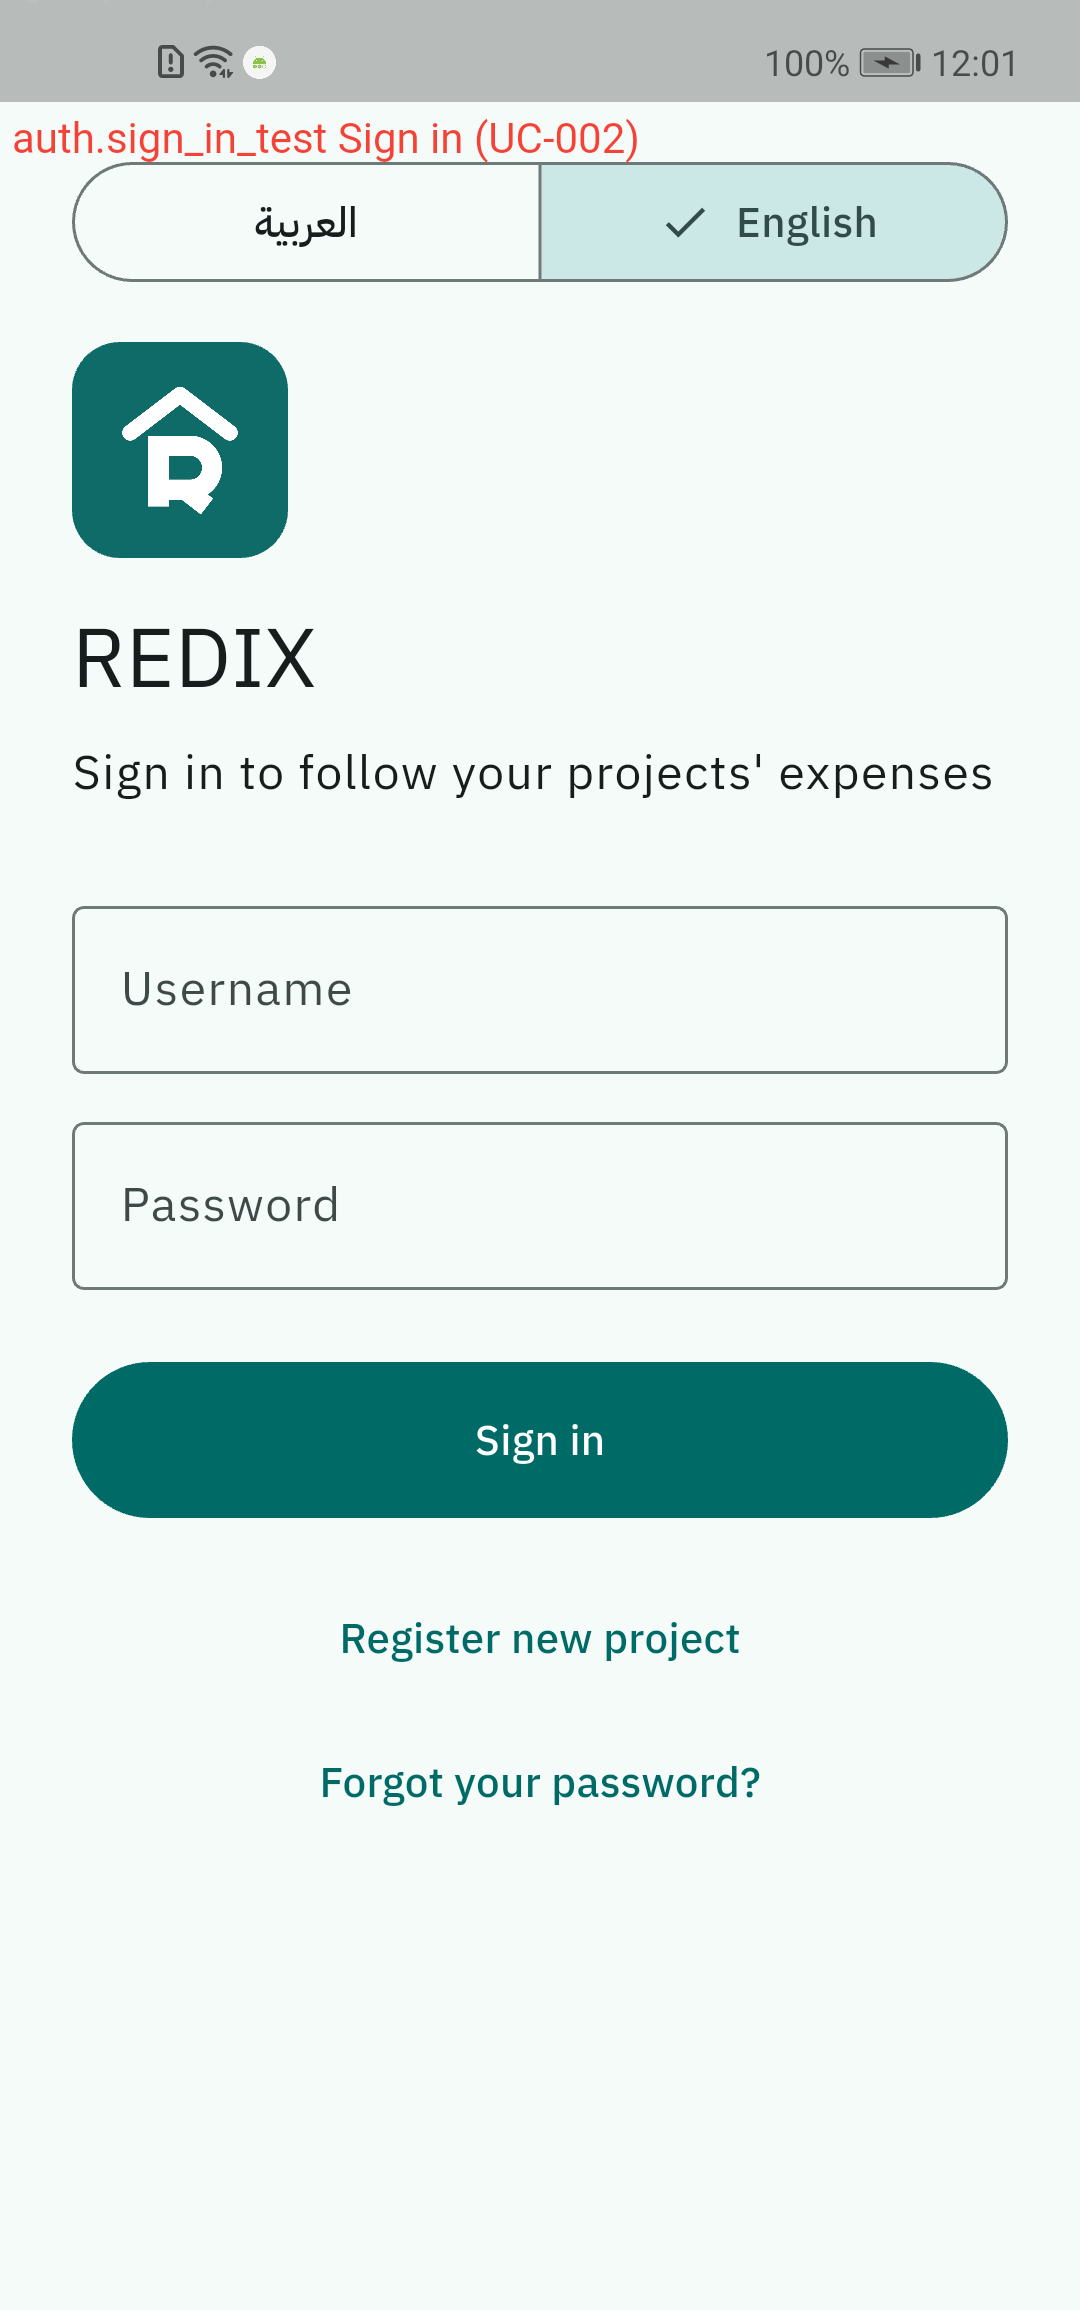 100% 12:01
auth.sign_in_test Sign in (UC-002)
العربية
English
R
REDIX
Sign in to follow your projects' expenses
Username
Password
Sign in
Register new project
Forgot your password?